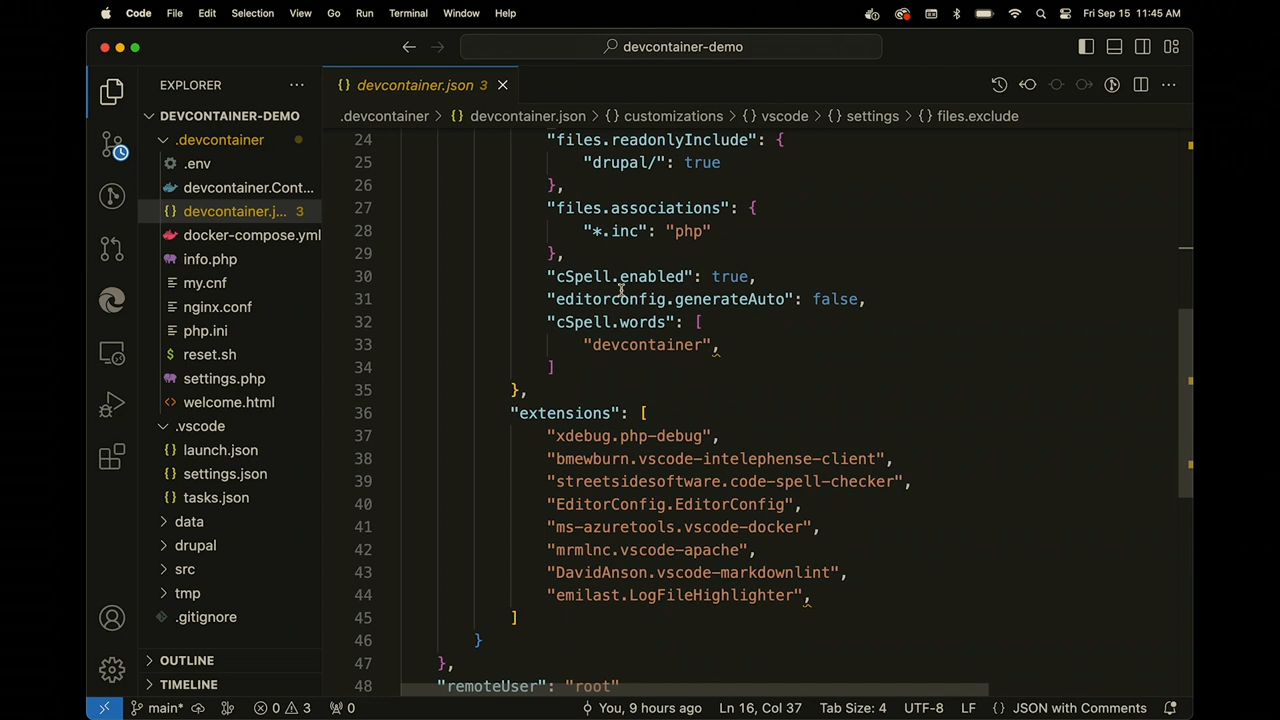 Code File Edit Selection View Go Run Terminal Window Help Fri Sep 15 11:45 AM
devcontainer-demo
EXPLORER
DEVCONTAINER-DEMO
.devcontainer
.env
devcontainer.Cont...
devcontainer.j... 3
docker-compose.yml
info.php
my.cnf
nginx.conf
php.ini
reset.sh
settings.php
welcome.html
.vscode
launch.json
settings.json
tasks.json
data
drupal
src
tmp
.gitignore
OUTLINE
TIMELINE
{} devcontainer.json 3
.devcontainer > {} devcontainer.json > {} customizations > {} vscode > {} settings > {} files.exclude
24 "files.readonlyInclude": {
25 "drupal/": true
26 },
27 "files.associations": {
28 "*.inc": "php"
29 },
30 "cSpell.enabled": true,
31 "editorconfig.generateAuto": false,
32 "cSpell.words": [
33 "devcontainer",
34 ]
35 },
36 "extensions": [
37 "xdebug.php-debug",
38 "bmewburn.vscode-intelephense-client",
39 "streetsidesoftware.code-spell-checker",
40 "EditorConfig.EditorConfig",
41 "ms-azuretools.vscode-docker",
42 "mrmlnc.vscode-apache",
43 "DavidAnson.vscode-markdownlint",
44 "emilast.LogFileHighlighter",
45 ]
46 }
47 },
48 "remoteUser": "root"
main* 0 3 0 You, 9 hours ago Ln 16, Col 37 Tab Size: 4 UTF-8 LF {} JSON with Comments